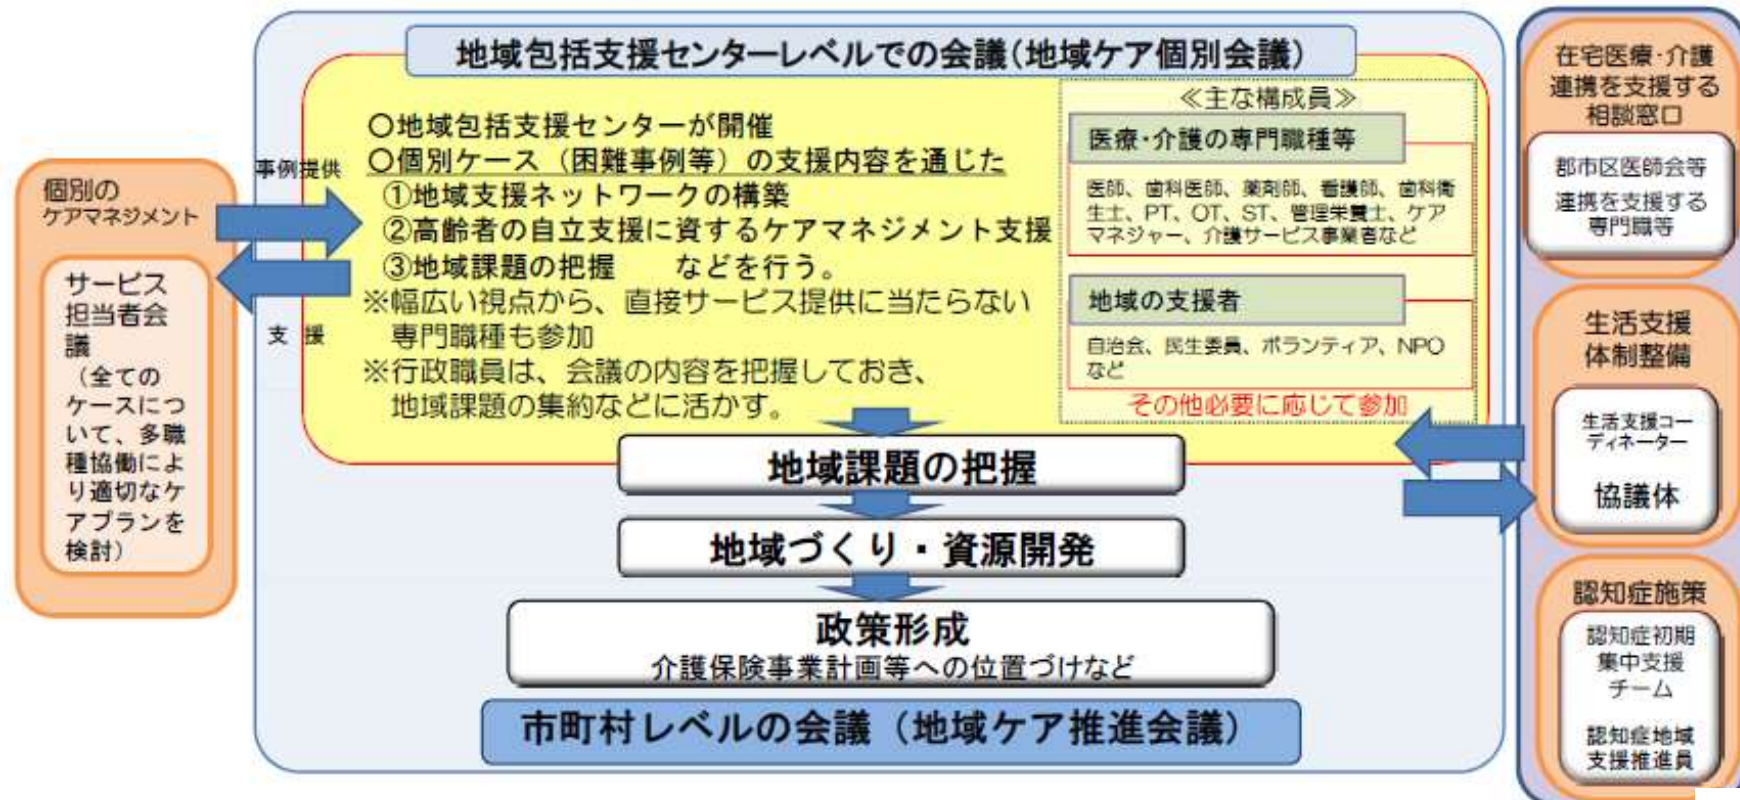 地域包括支援センターレベルでの会議(地域ケア個別会議)
個別の
ケアマネジメント
サービス
担当者会
議
（全ての
ケースにつ
いて、多職
種協働によ
り適切なケ
アプランを
検討）
事例提供
支　援
〇地域包括支援センターが開催
〇個別ケース（困難事例等）の支援内容を通じた
①地域支援ネットワークの構築
②高齢者の自立支援に資するケアマネジメント支援
③地域課題の把握　　などを行う。
※幅広い視点から、直接サービス提供に当たらない
専門職種も参加
※行政職員は、会議の内容を把握しておき、
地域課題の集約などに活かす。
≪主な構成員≫
医療・介護の専門職種等
医師、歯科医師、薬剤師、看護師、歯科衛
生士、PT、OT、ST、管理栄養士、ケア
マネジャー、介護サービス事業者など
地域の支援者
自治会、民生委員、ボランティア、NPO
など
その他必要に応じて参加
地域課題の把握
地域づくり・資源開発
政策形成
介護保険事業計画等への位置づけなど
市町村レベルの会議（地域ケア推進会議）
在宅医療・介護
連携を支援する
相談窓口
郡市区医師会等
連携を支援する
専門職等
生活支援
体制整備
生活支援コー
ディネーター
協議体
認知症施策
認知症初期
集中支援
チーム
認知症地域
支援推進員